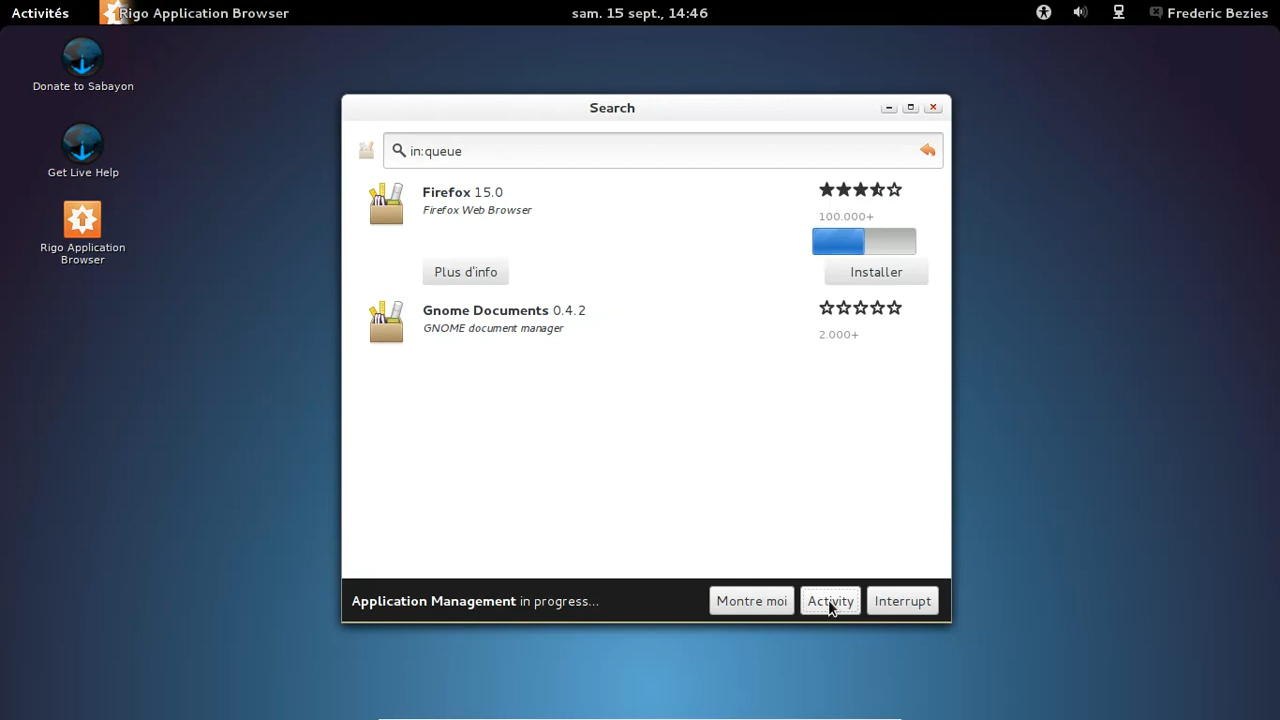 Activités
Rigo Application Browser
sam. 15 sept., 14:46
Frederic Bezies
Donate to Sabayon
Get Live Help
Rigo Application
Browser
Search
in:queue
Firefox 15.0
Firefox Web Browser
100.000+
Plus d'info
Installer
Gnome Documents 0.4.2
GNOME document manager
2.000+
Application Management in progress...
Montre moi
Activity
Interrupt